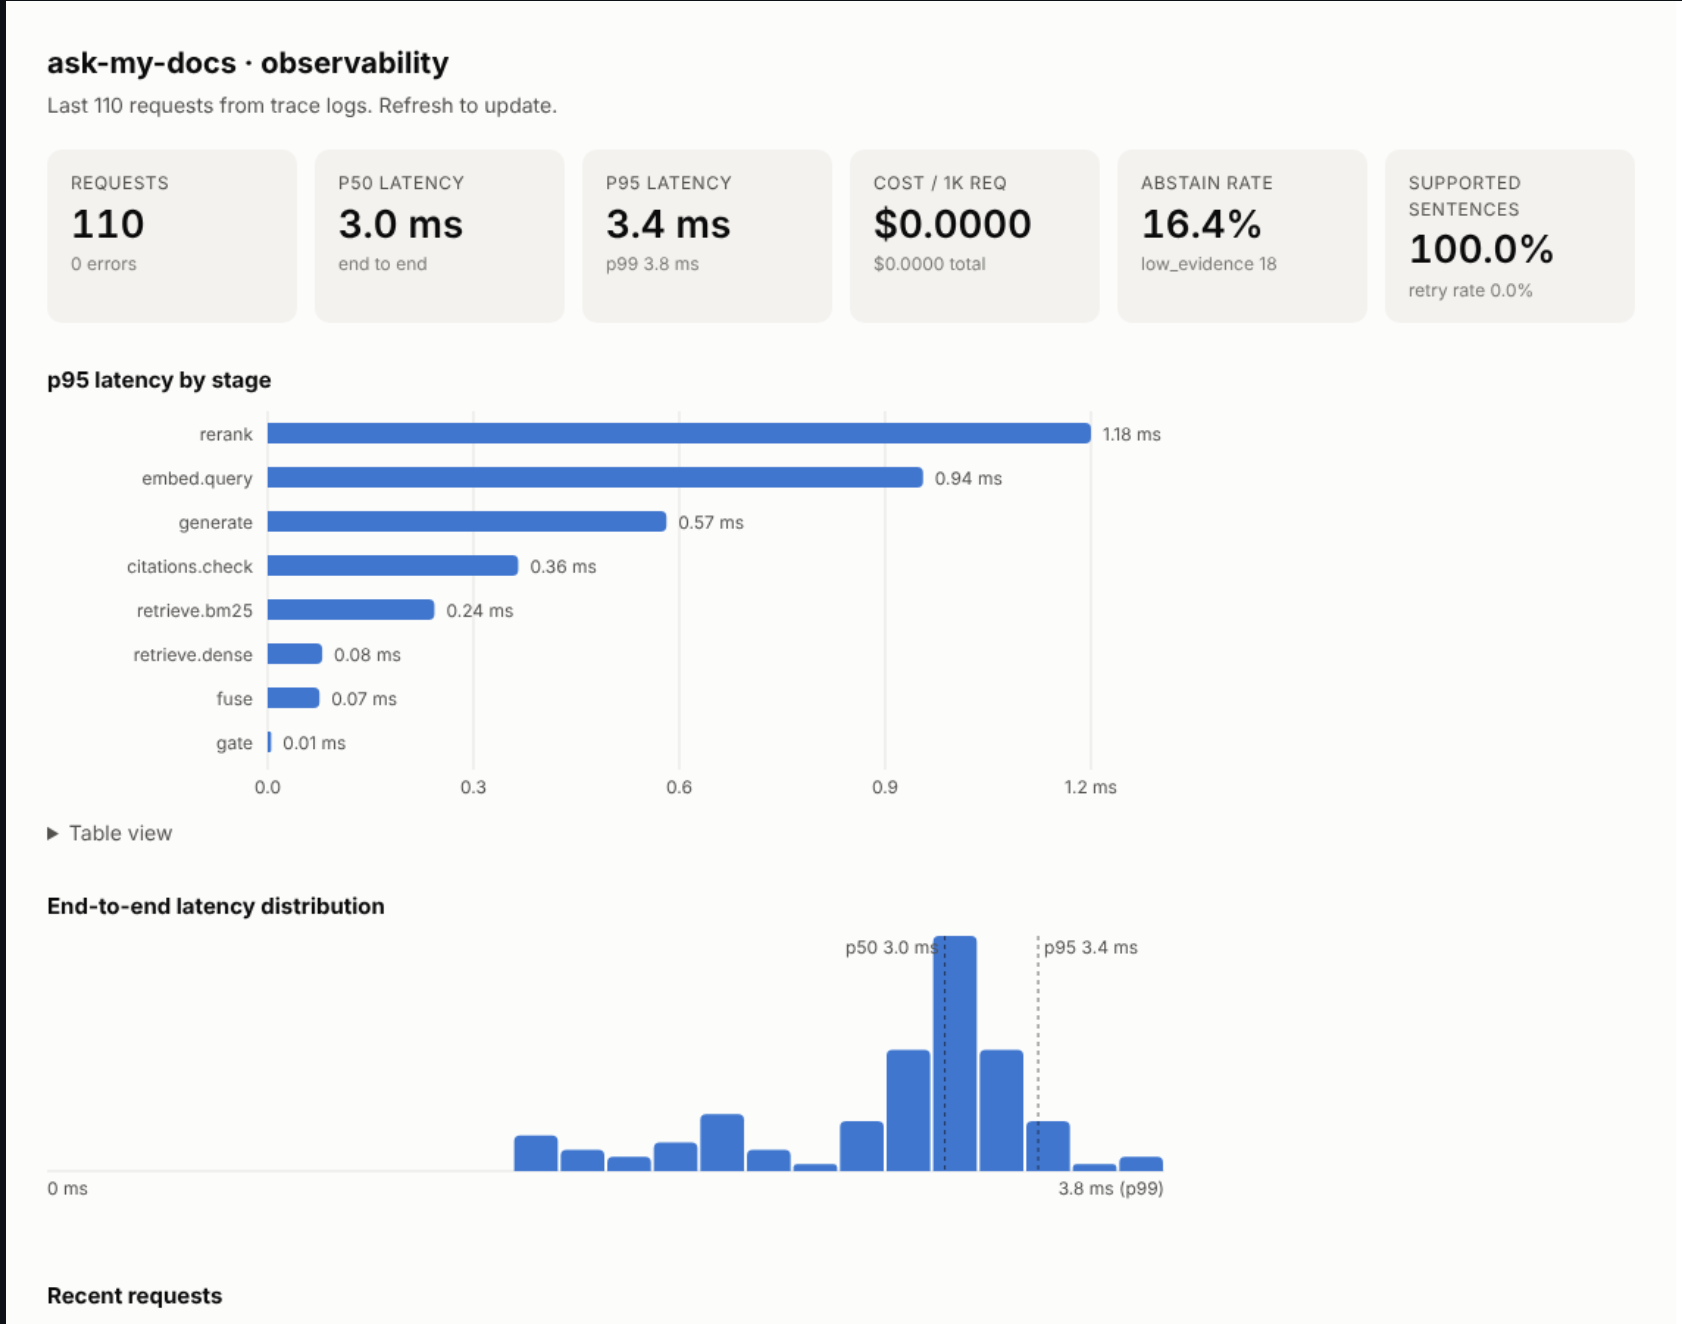 ask-my-docs · observability
Last 110 requests from trace logs. Refresh to update.
REQUESTS
110
0 errors
P50 LATENCY
3.0 ms
end to end
P95 LATENCY
3.4 ms
p99 3.8 ms
COST / 1K REQ
$0.0000
$0.0000 total
ABSTAIN RATE
16.4%
low_evidence 18
SUPPORTED
SENTENCES
100.0%
retry rate 0.0%
p95 latency by stage
rerank 1.18 ms
embed.query 0.94 ms
generate 0.57 ms
citations.check 0.36 ms
retrieve.bm25 0.24 ms
retrieve.dense 0.08 ms
fuse 0.07 ms
gate 0.01 ms
0.0 0.3 0.6 0.9 1.2 ms
▶ Table view
End-to-end latency distribution
p50 3.0 ms p95 3.4 ms
0 ms 3.8 ms (p99)
Recent requests